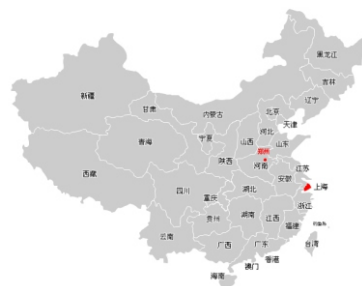 黑龙江
吉林
辽宁
新疆
甘肃
内蒙古
北京
天津
河北
山西
山东
宁夏
青海
陕西
郑州
河南
江苏
西藏
安徽
上海
四川
湖北
重庆
浙江
湖南
江西
贵州
福建
钓鱼岛
云南
广西
广东
台湾
香港
澳门
海南